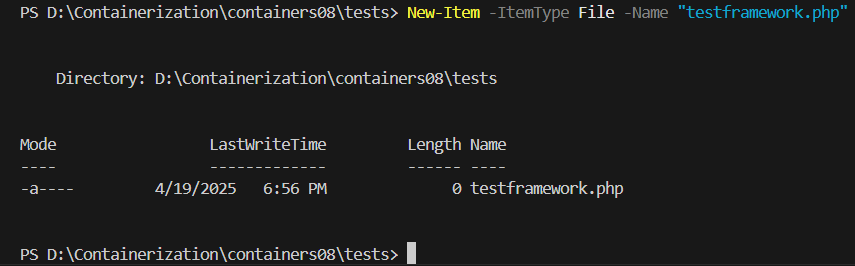 PS D:\Containerization\containers08\tests> New-Item -ItemType File -Name "testframework.php"
Directory: D:\Containerization\containers08\tests
Mode LastWriteTime Length Name
---- ------------- ------ ----
-a---- 4/19/2025 6:56 PM 0 testframework.php
PS D:\Containerization\containers08\tests>